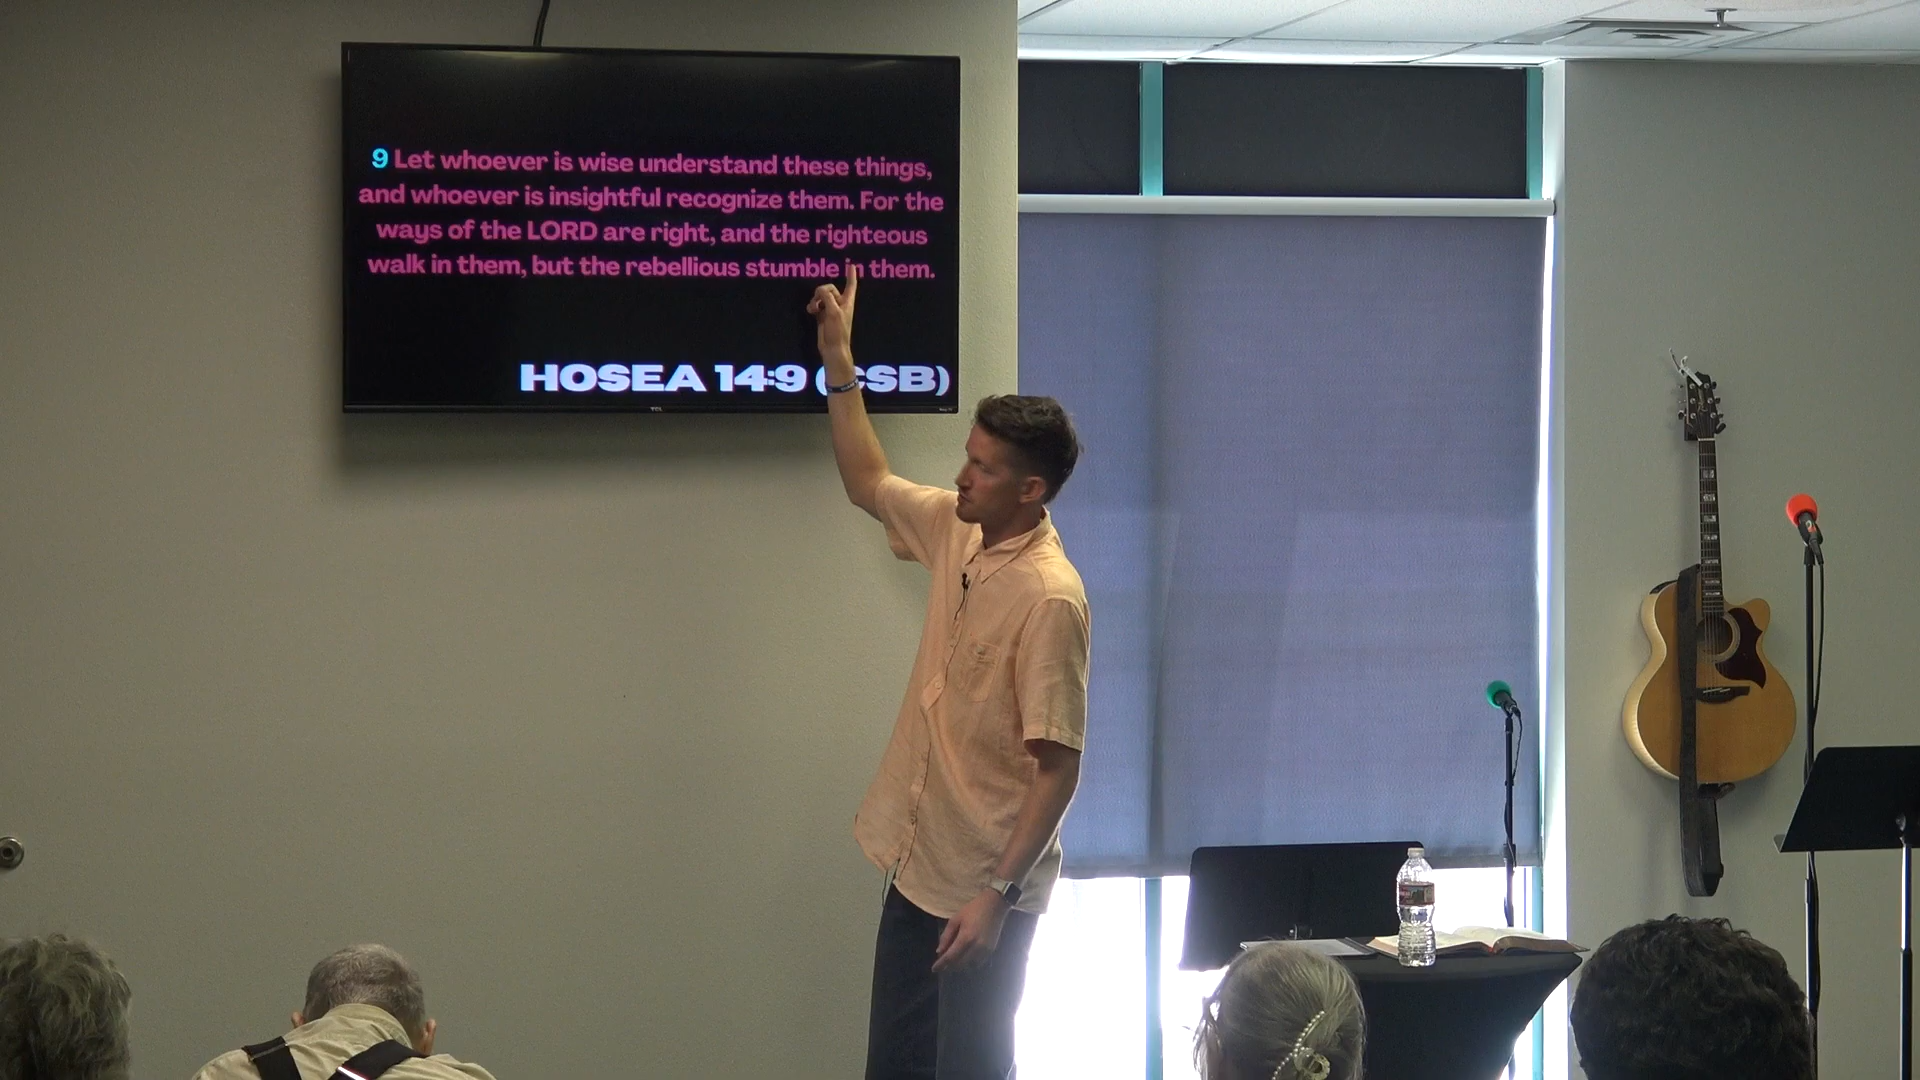 9 Let whoever is wise understand these things,
and whoever is insightful recognize them. For the
ways of the LORD are right, and the righteous
walk in them, but the rebellious stumble in them.
HOSEA 14:9 (CSB)
TCL